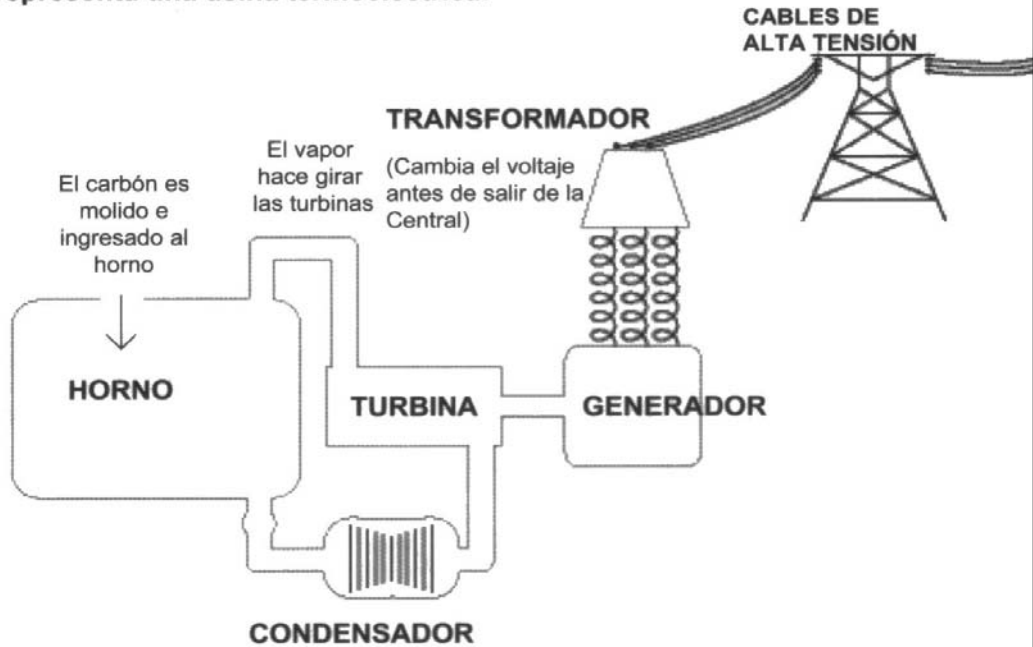 CABLES DE
ALTA TENSIÓN
TRANSFORMADOR
(Cambia el voltaje
antes de salir de la
Central)
El vapor
hace girar
las turbinas
El carbón es
molido e
ingresado al
horno
HORNO
TURBINA
GENERADOR
CONDENSADOR